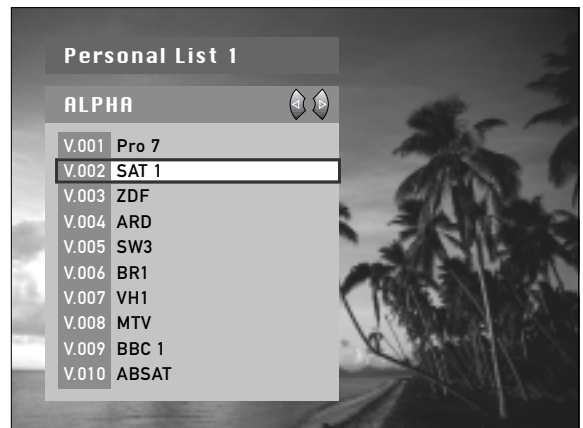 Personal List 1
ALPHA
V.001 Pro 7
V.002 SAT 1
V.003 ZDF
V.004 ARD
V.005 SW3
V.006 BR1
V.007 VH1
V.008 MTV
V.009 BBC 1
V.010 ABSAT